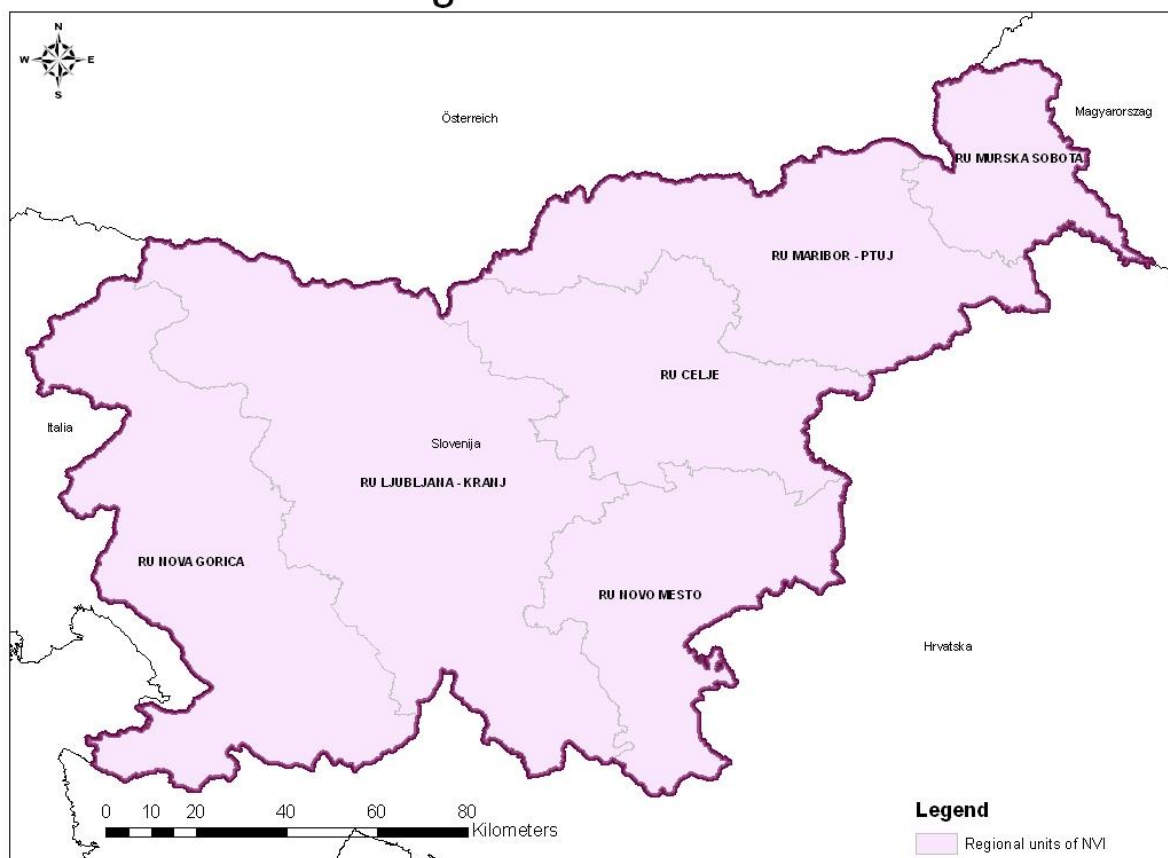 N
W E
S
Österreich
Magyarorszag
RU MURSKA SOBOTA
RU MARIBOR - PTUJ
RU CELJE
Italia
Slovenija
RU LJUBLJANA - KRANJ
RU NOVA GORICA
RU NOVO MESTO
Hrvatska
0 10 20 40 60 80
Kilometers
Legend
Regional units of NVI